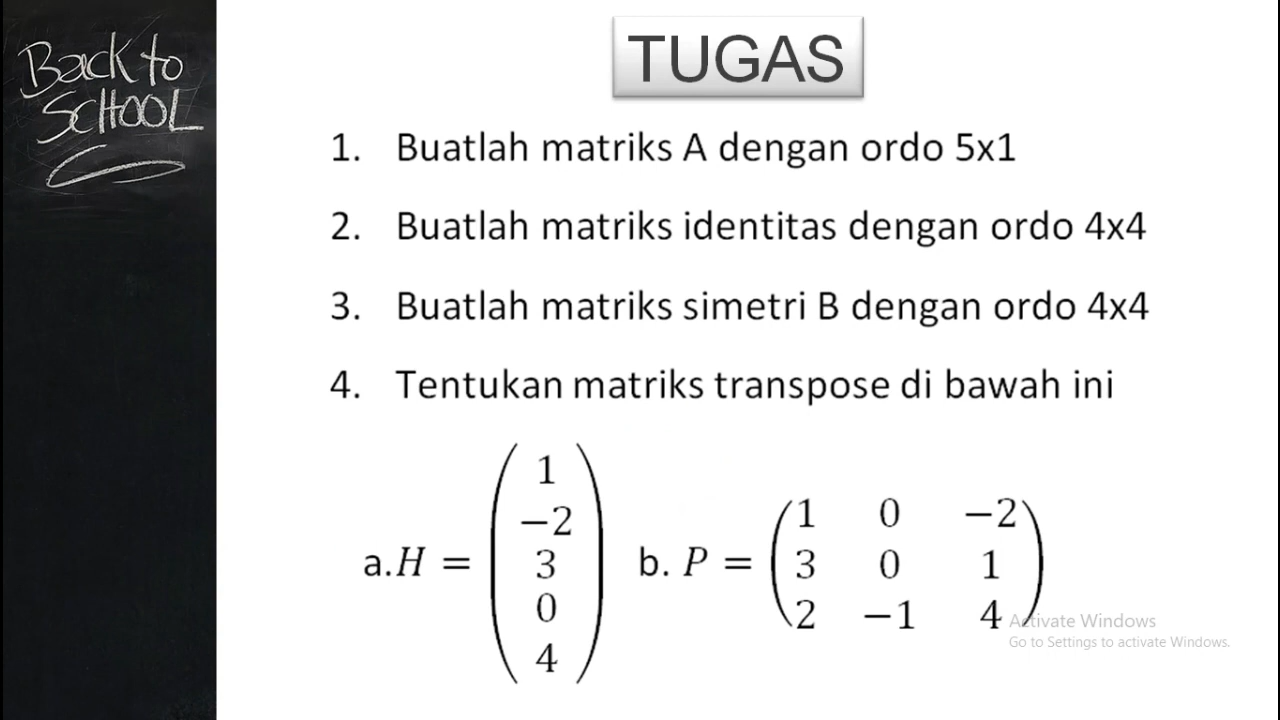 Back to
SCHOOL
TUGAS
1. Buatlah matriks A dengan ordo 5x1
2. Buatlah matriks identitas dengan ordo 4x4
3. Buatlah matriks simetri B dengan ordo 4x4
4. Tentukan matriks transpose di bawah ini
a. H =
1
−2
3
0
4
b. P =
1 0 −2
3 0 1
2 −1 4
Activate Windows
Go to Settings to activate Windows.